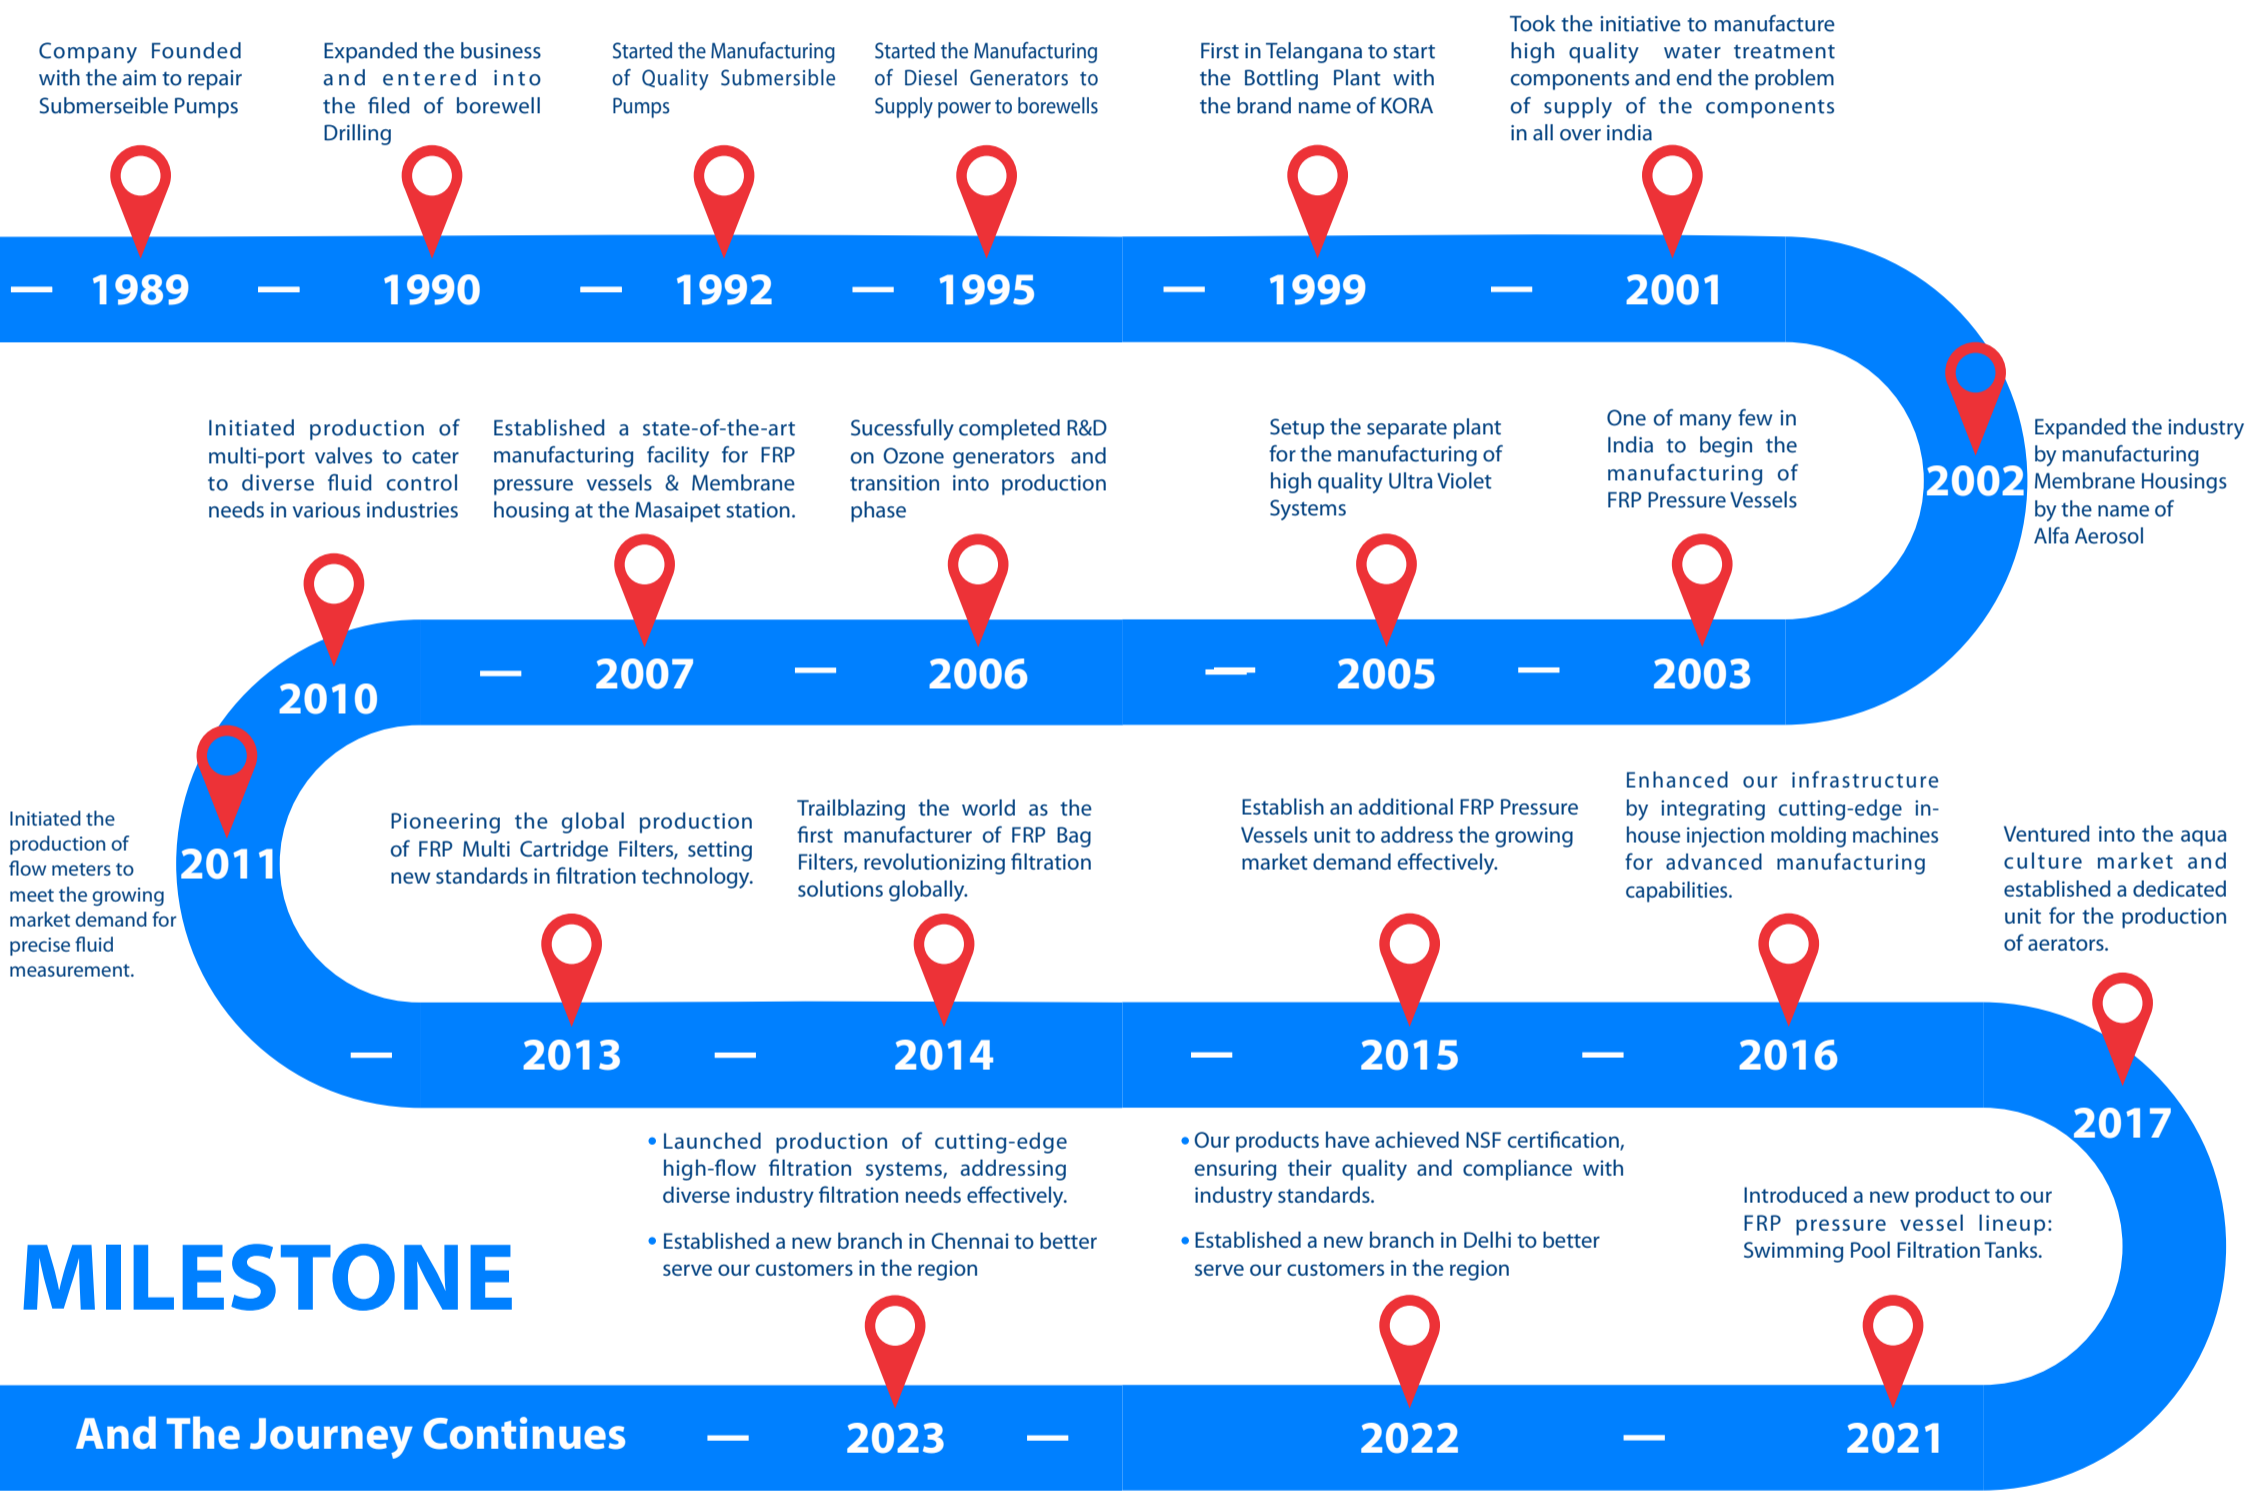 Company Founded
with the aim to repair
Submerseible Pumps
1989
Expanded the business
and entered into
the filed of borewell
Drilling
1990
Started the Manufacturing
of Quality Submersible
Pumps
1992
Started the Manufacturing
of Diesel Generators to
Supply power to borewells
1995
First in Telangana to start
the Bottling Plant with
the brand name of KORA
1999
Took the initiative to manufacture
high quality water treatment
components and end the problem
of supply of the components
in all over india
2001
2002
Expanded the industry
by manufacturing
Membrane Housings
by the name of
Alfa Aerosol
One of many few in
India to begin the
manufacturing of
FRP Pressure Vessels
2003
Setup the separate plant
for the manufacturing of
high quality Ultra Violet
Systems
2005
Sucessfully completed R&D
on Ozone generators and
transition into production
phase
2006
Established a state-of-the-art
manufacturing facility for FRP
pressure vessels & Membrane
housing at the Masaipet station.
2007
Initiated production of
multi-port valves to cater
to diverse fluid control
needs in various industries
2010
Initiated the
production of
flow meters to
meet the growing
market demand for
precise fluid
measurement.
2011
Pioneering the global production
of FRP Multi Cartridge Filters, setting
new standards in filtration technology.
2013
Trailblazing the world as the
first manufacturer of FRP Bag
Filters, revolutionizing filtration
solutions globally.
2014
Establish an additional FRP Pressure
Vessels unit to address the growing
market demand effectively.
2015
Enhanced our infrastructure
by integrating cutting-edge in-
house injection molding machines
for advanced manufacturing
capabilities.
2016
Ventured into the aqua
culture market and
established a dedicated
unit for the production
of aerators.
2017
Introduced a new product to our
FRP pressure vessel lineup:
Swimming Pool Filtration Tanks.
2021
• Our products have achieved NSF certification,
ensuring their quality and compliance with
industry standards.
• Established a new branch in Delhi to better
serve our customers in the region
2022
• Launched production of cutting-edge
high-flow filtration systems, addressing
diverse industry filtration needs effectively.
• Established a new branch in Chennai to better
serve our customers in the region
2023
MILESTONE
And The Journey Continues